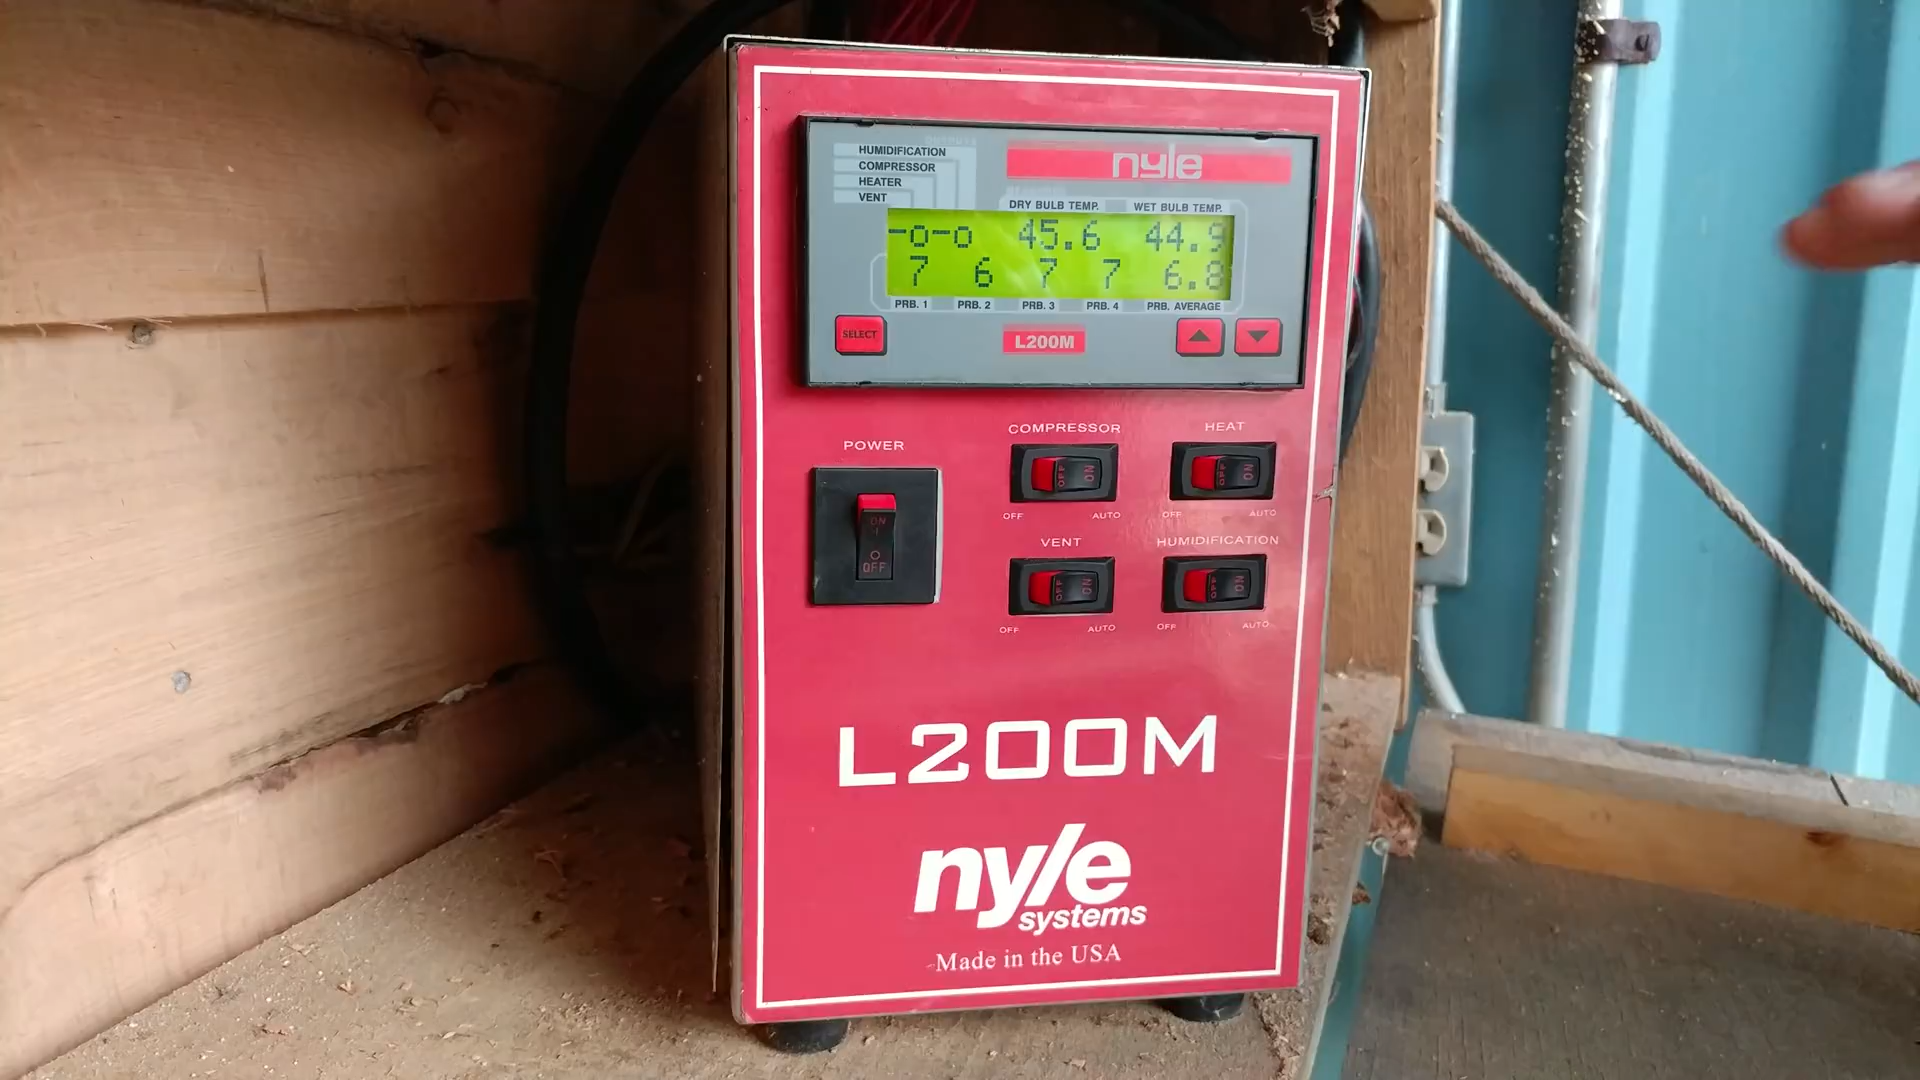 HUMIDIFICATION
COMPRESSOR
HEATER
VENT
nyle
DRY BULB TEMP. WET BULB TEMP.
-o-o 45.6 44.9
7 6 7 7 6.8
PRB. 1 PRB. 2 PRB. 3 PRB. 4 PRB. AVERAGE
SELECT
L200M
POWER
ON
I
O
OFF
COMPRESSOR
OFF ON
OFF AUTO
HEAT
OFF ON
OFF AUTO
VENT
OFF ON
OFF AUTO
HUMIDIFICATION
OFF ON
OFF AUTO
L200M
nyle
systems
Made in the USA